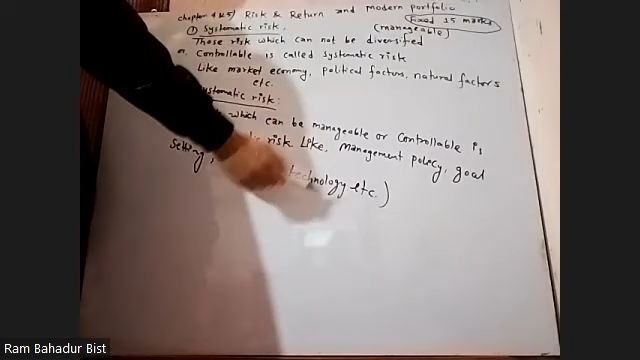 chapter 4 &5) Risk & Return and modern portfolio
Fixed 15 marks
① Systematic risk. (manageable)
Those risk which can not be diversified
or Controllable is called systematic risk
Like market economy, political factors, natural factors
etc.
systematic risk:
which can be manageable or Controllable is
risk. Like, Management policy, goal
Setting, technology etc.)
Ram Bahadur Bist